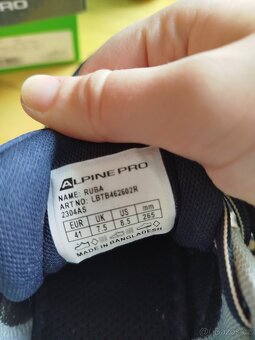 ALPINE PRO
NAME: RUBA
ART NO: LBTB462602R
2304AS
EUR UK US mm
41 7.5 8.5 265
MADE IN BANGLADESH